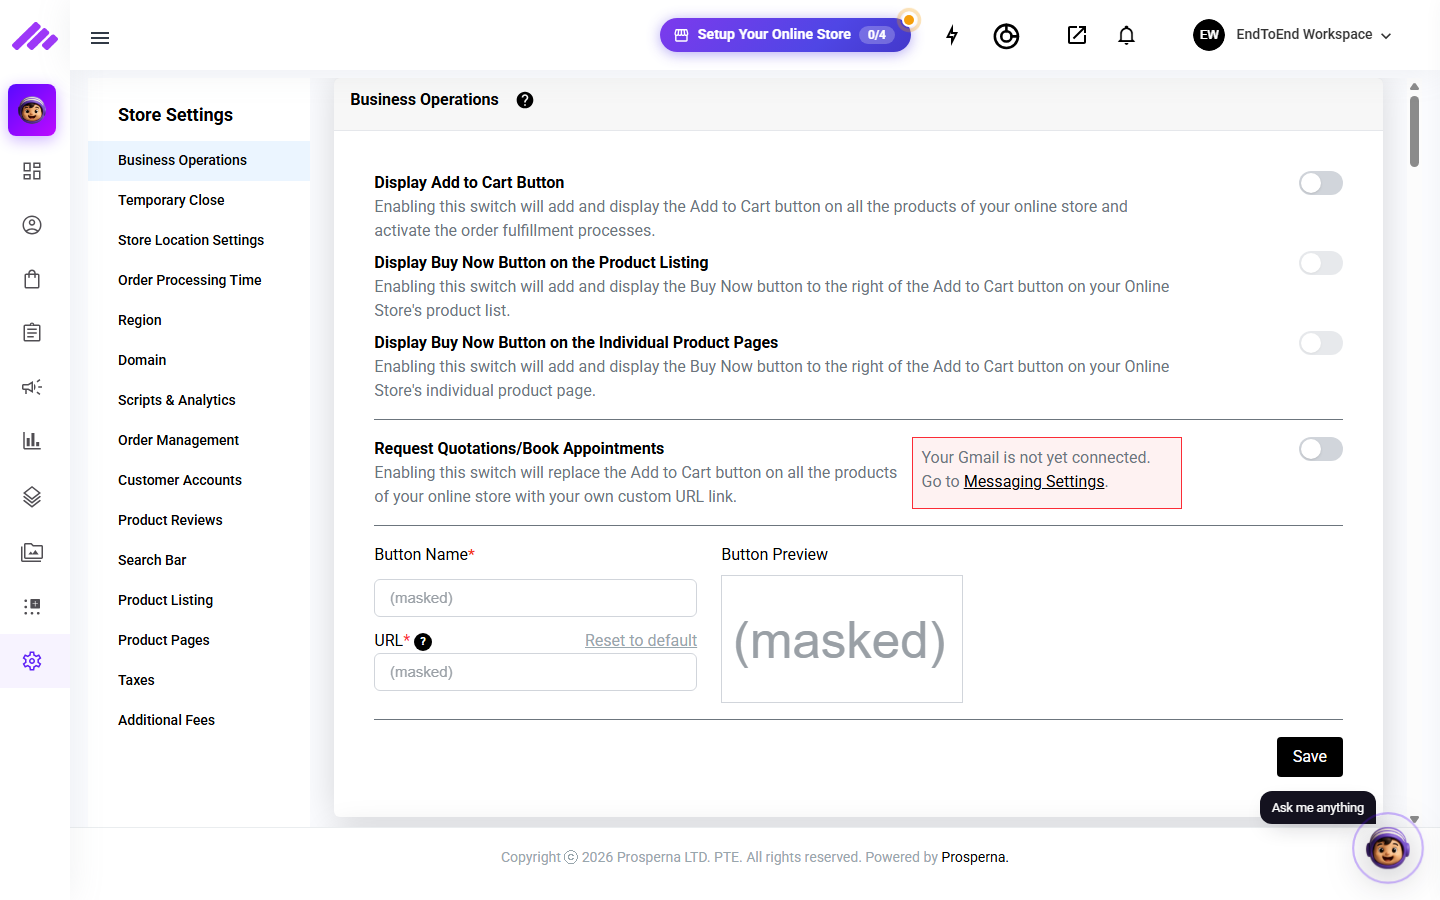 Setup Your Online Store 0/4
EW EndToEnd Workspace
Store Settings
Business Operations
Temporary Close
Store Location Settings
Order Processing Time
Region
Domain
Scripts & Analytics
Order Management
Customer Accounts
Product Reviews
Search Bar
Product Listing
Product Pages
Taxes
Additional Fees
Business Operations ?
Display Add to Cart Button
Enabling this switch will add and display the Add to Cart button on all the products of your online store and
activate the order fulfillment processes.
Display Buy Now Button on the Product Listing
Enabling this switch will add and display the Buy Now button to the right of the Add to Cart button on your Online
Store's product list.
Display Buy Now Button on the Individual Product Pages
Enabling this switch will add and display the Buy Now button to the right of the Add to Cart button on your Online
Store's individual product page.
Request Quotations/Book Appointments
Enabling this switch will replace the Add to Cart button on all the products
of your online store with your own custom URL link.
Your Gmail is not yet connected.
Go to Messaging Settings.
Button Name*
(masked)
URL* ? Reset to default
(masked)
Button Preview
(masked)
Save
Ask me anything
Copyright © 2026 Prosperna LTD. PTE. All rights reserved. Powered by Prosperna.